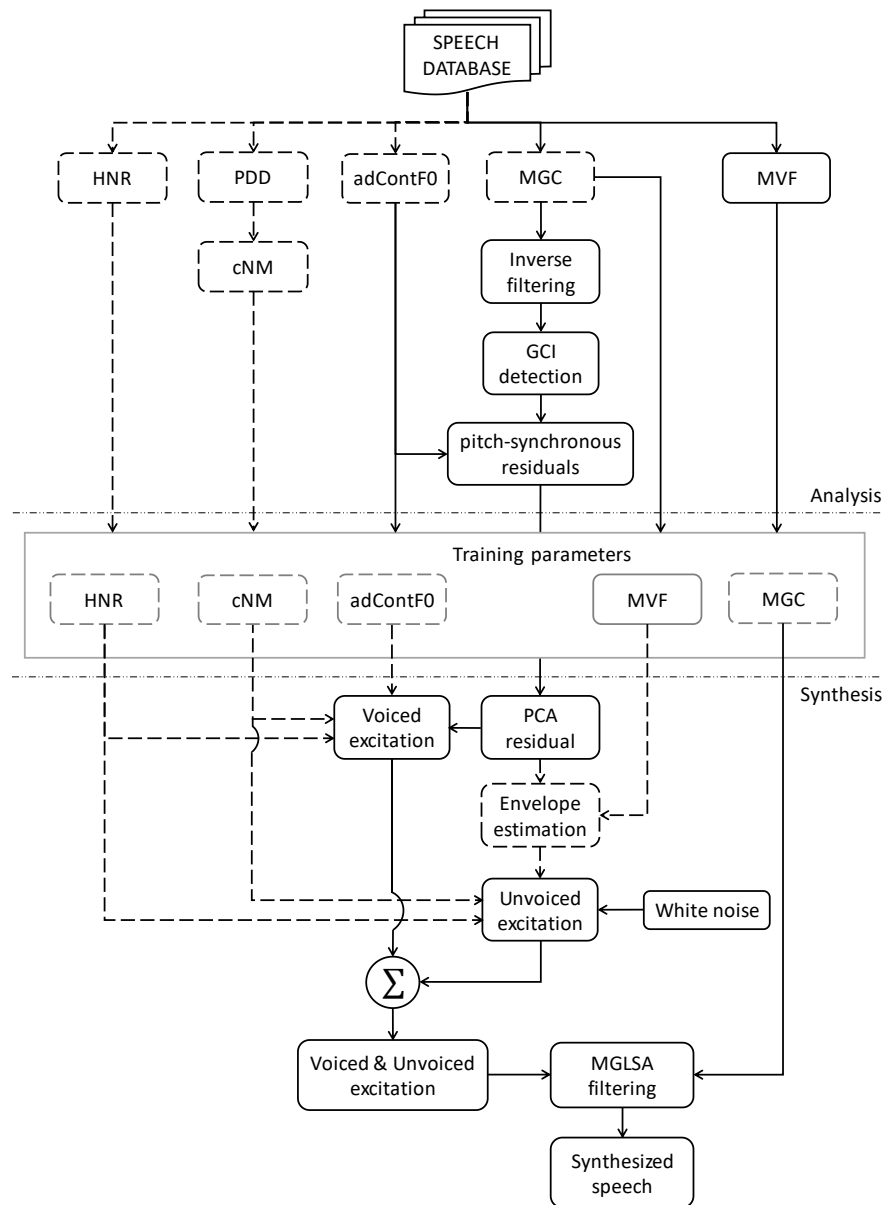 SPEECH
DATABASE
HNR
PDD
adContF0
MGC
MVF
cNM
Inverse
filtering
GCI
detection
pitch-synchronous
residuals
Analysis
Training parameters
HNR
cNM
adContF0
MVF
MGC
Synthesis
Voiced
excitation
PCA
residual
Envelope
estimation
Unvoiced
excitation
White noise
Σ
Voiced & Unvoiced
excitation
MGLSA
filtering
Synthesized
speech